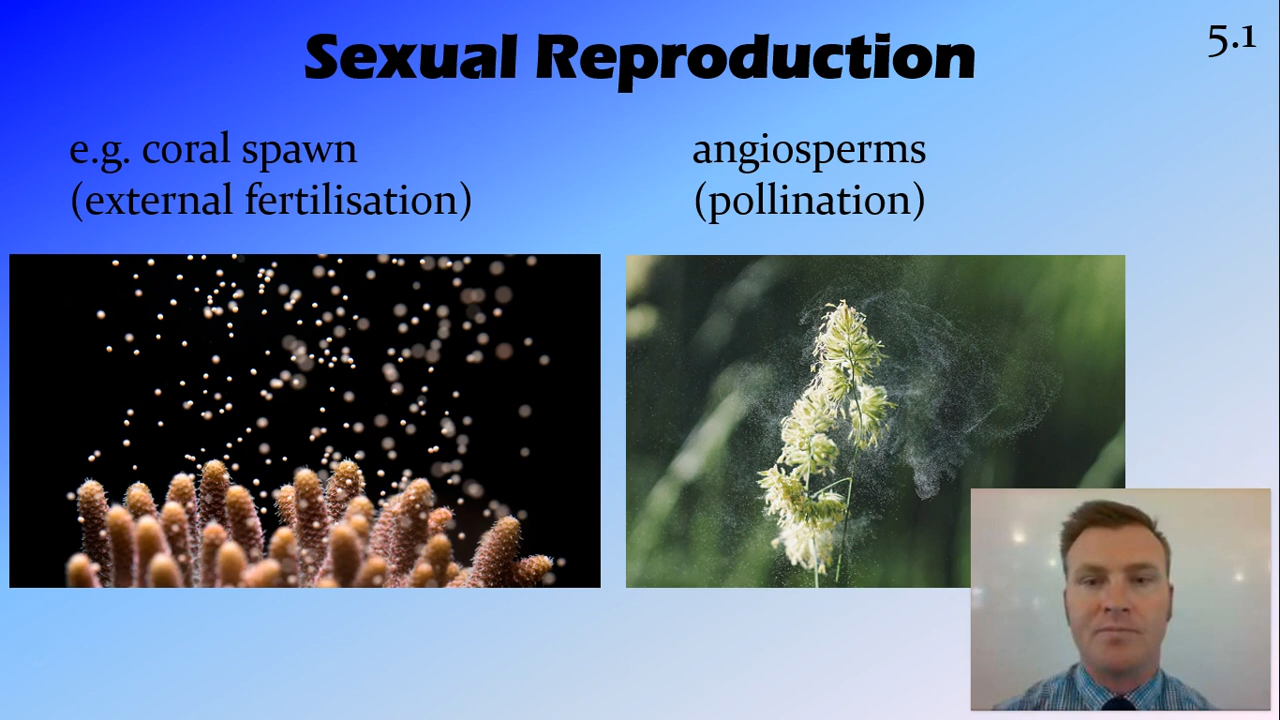 Sexual Reproduction
5.1
e.g. coral spawn
(external fertilisation)
angiosperms
(pollination)